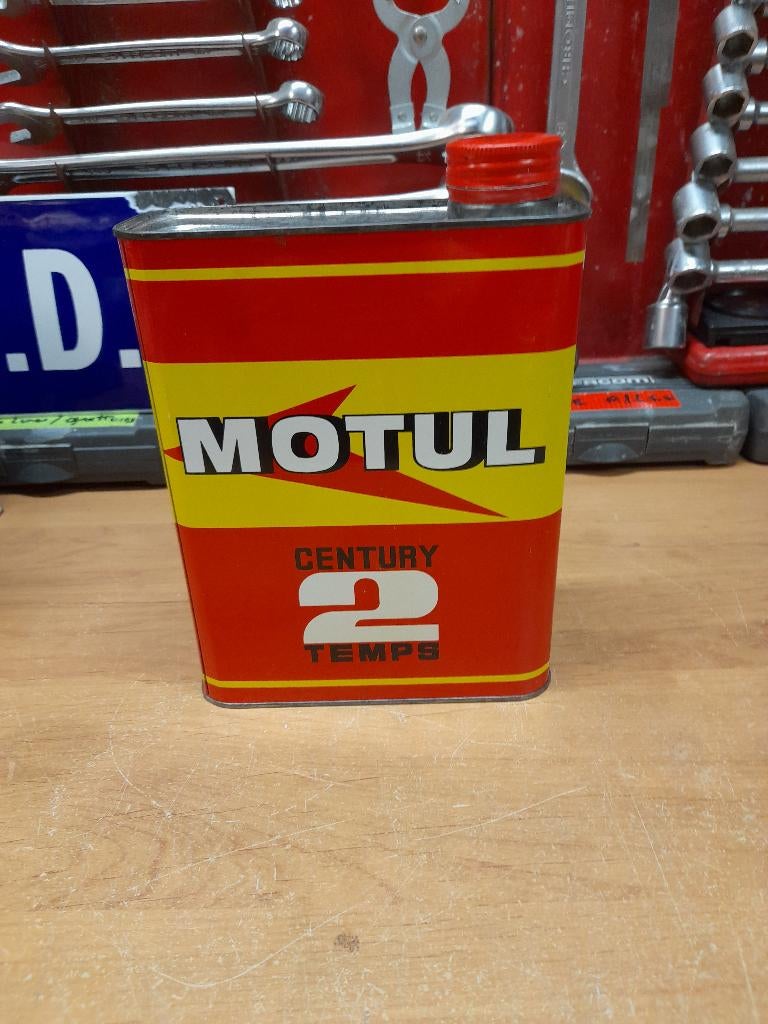 .D.
MOTUL
CENTURY
2
TEMPS